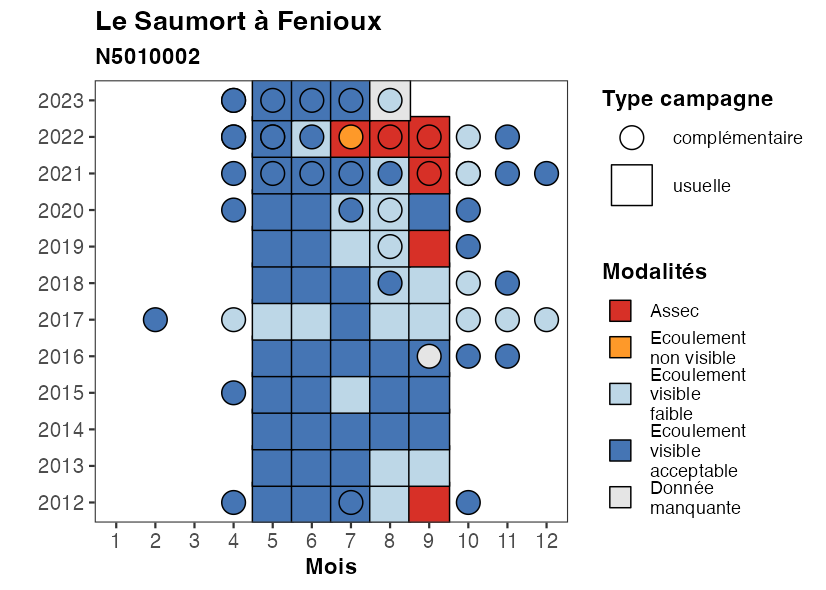 Le Saumort à Fenioux
N5010002
2023
2022
2021
2020
2019
2018
2017
2016
2015
2014
2013
2012
1 2 3 4 5 6 7 8 9 10 11 12
Mois
Type campagne
complémentaire
usuelle
Modalités
Assec
Ecoulement
non visible
Ecoulement
visible
faible
Ecoulement
visible
acceptable
Donnée
manquante